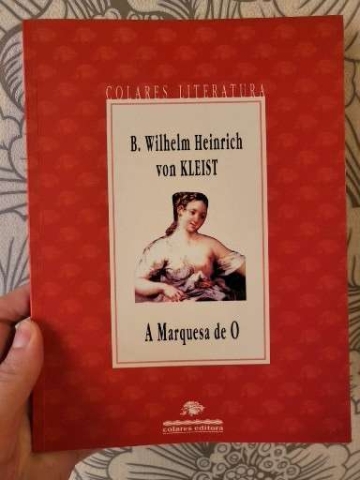 COLARES LITERATURA
B. Wilhelm Heinrich
von KLEIST
A Marquesa de O
colares editora